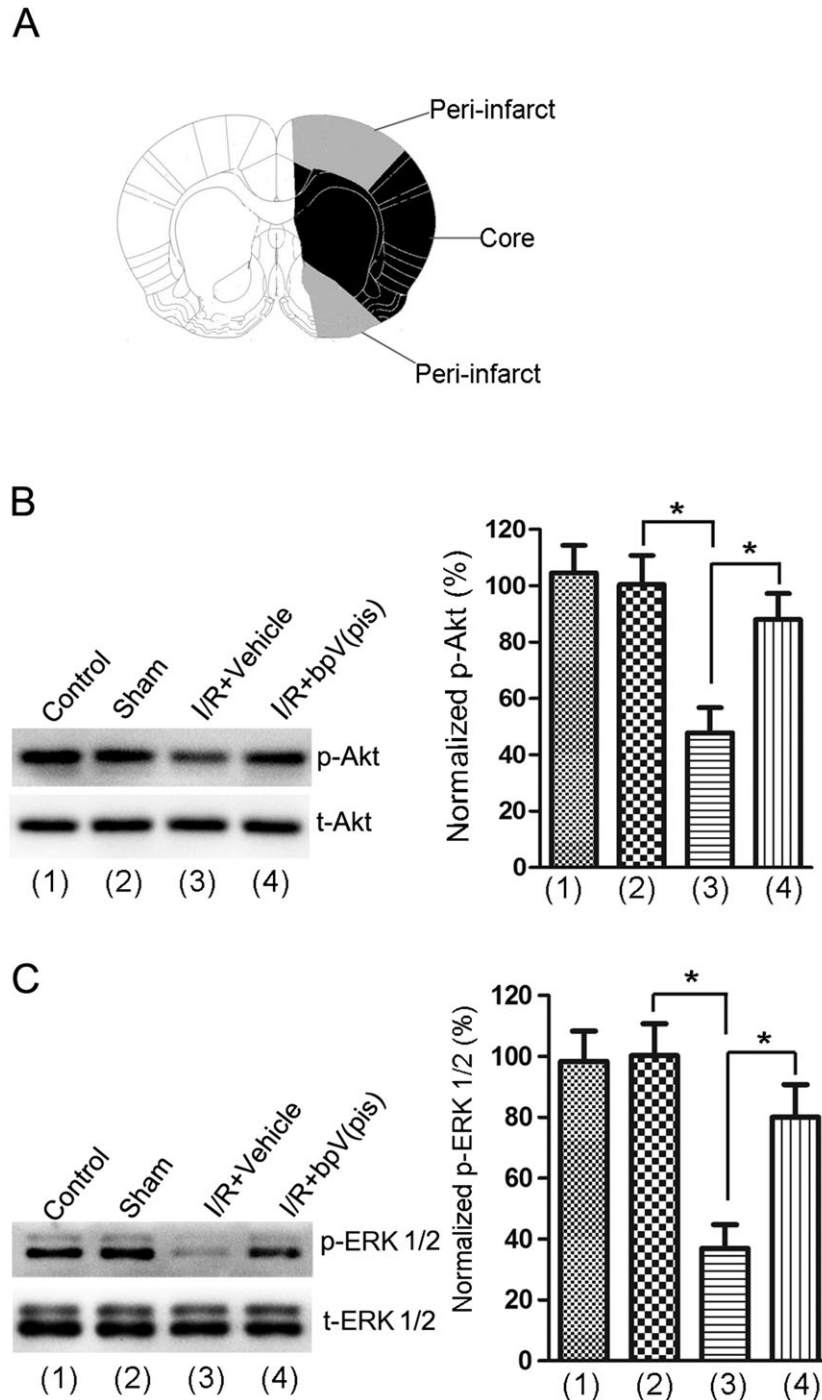 A
Peri-infarct
Core
Peri-infarct
B
Control
Sham
I/R+Vehicle
I/R+bpV(pis)
p-Akt
t-Akt
(1) (2) (3) (4)
Normalized p-Akt (%)
120
100
80
60
40
20
0
*
*
(1) (2) (3) (4)
C
Control
Sham
I/R+Vehicle
I/R+bpV(pis)
p-ERK 1/2
t-ERK 1/2
(1) (2) (3) (4)
Normalized p-ERK 1/2 (%)
120
100
80
60
40
20
0
*
*
(1) (2) (3) (4)